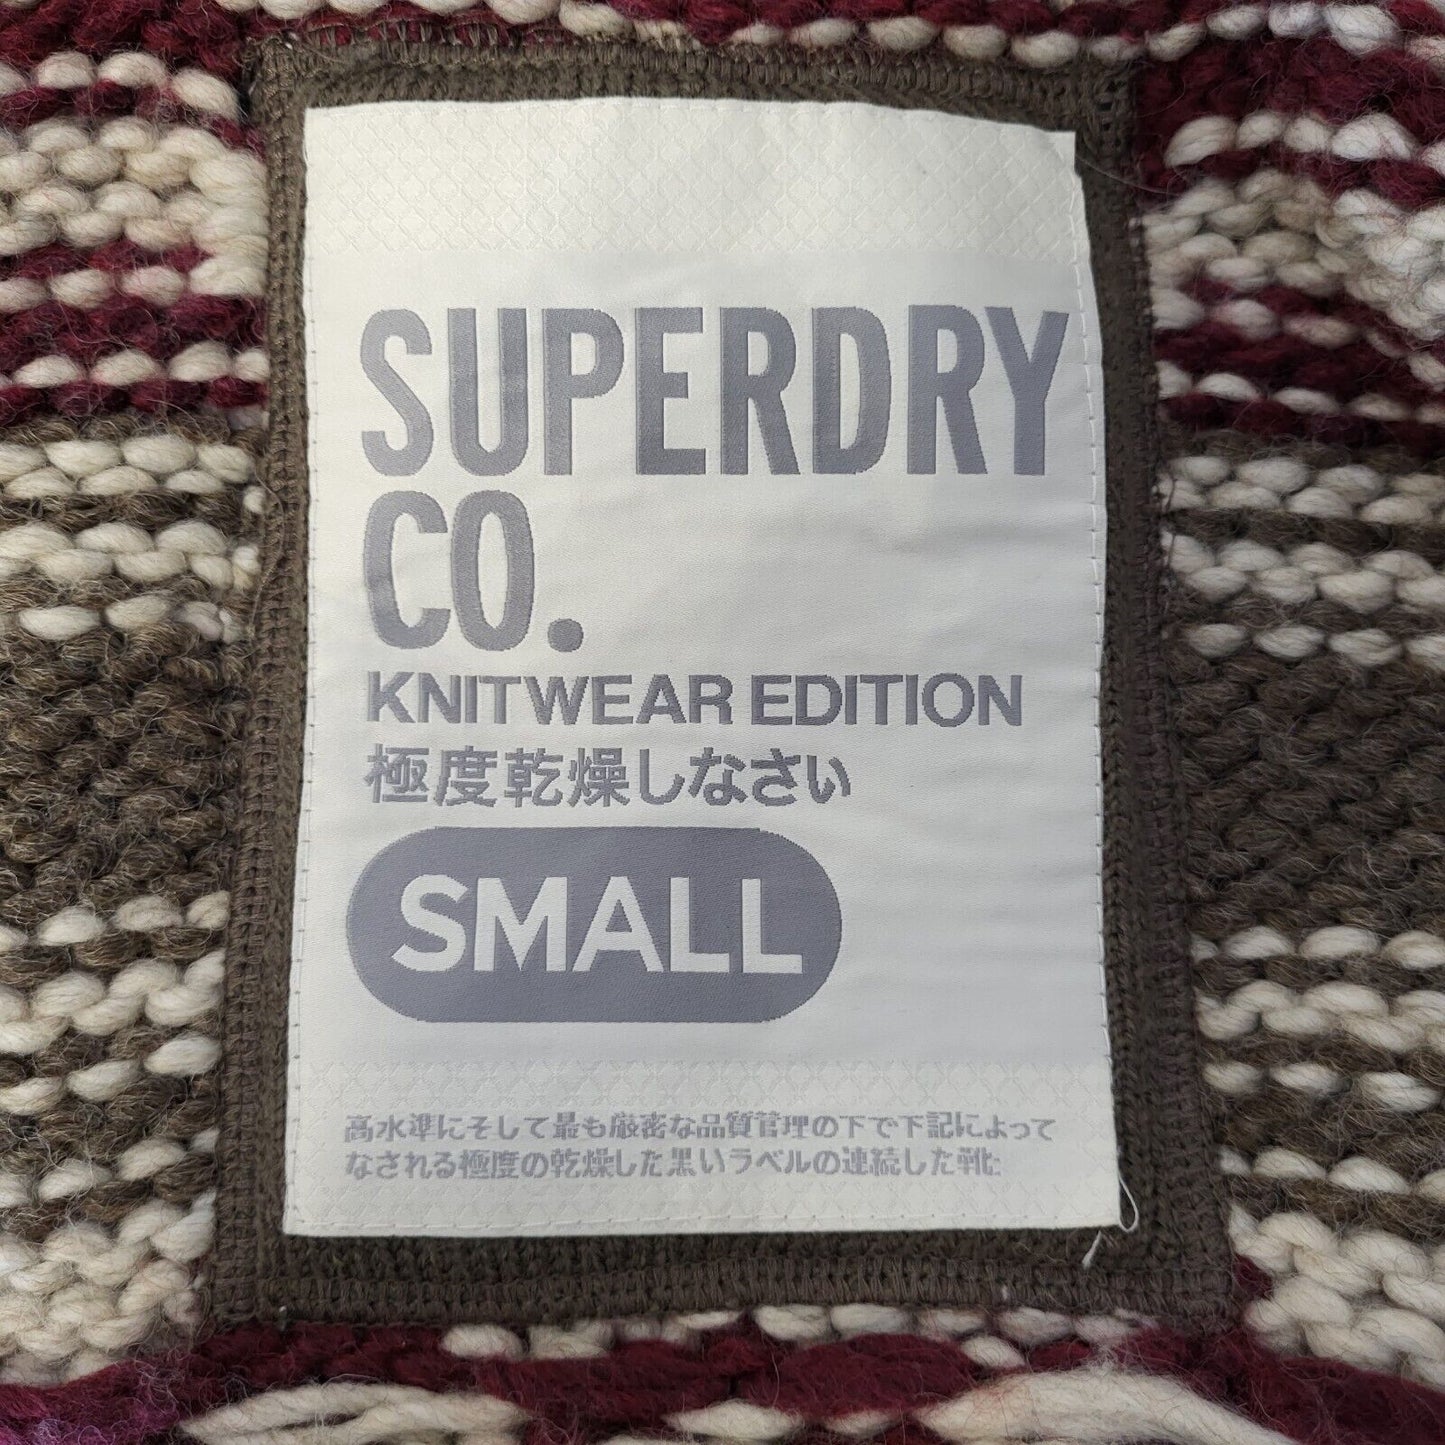 SUPERDRY
CO.
KNITWEAR EDITION
極度乾燥しなさい
SMALL
高水準にそして最も厳密な品質管理の下で下記によって
なされる極度の乾燥した黒いラベルの連続した靴